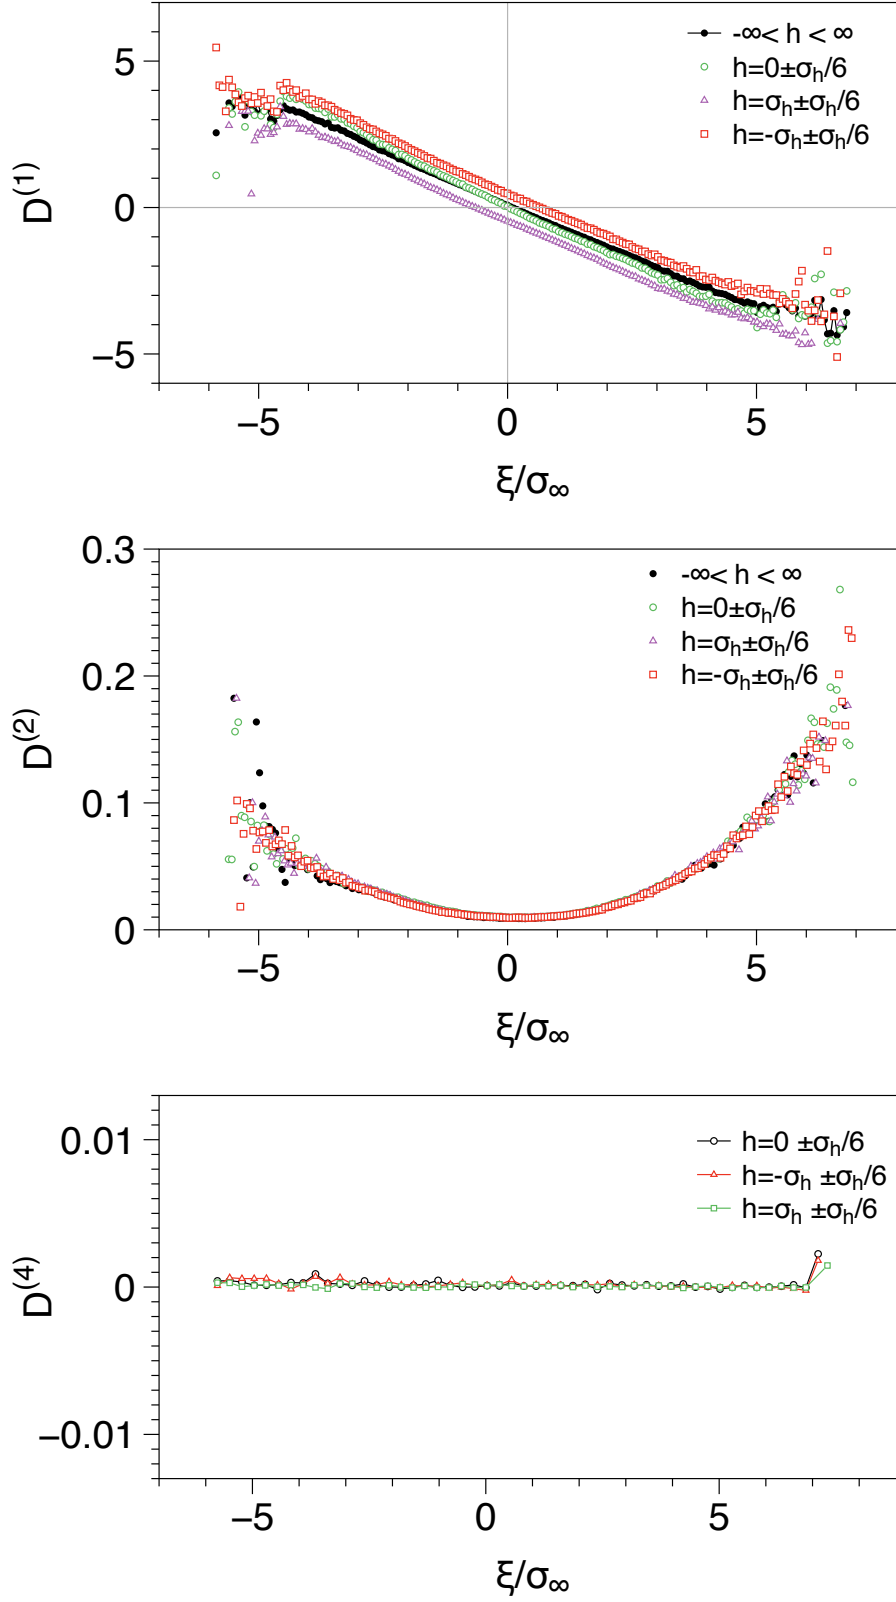 -∞< h < ∞
h=0±σₕ/6
h=σₕ±σₕ/6
h=-σₕ±σₕ/6
5
0
−5
D⁽¹⁾
−5 0 5
ξ/σ∞
0.3
0.2
0.1
0
D⁽²⁾
-∞< h < ∞
h=0±σₕ/6
h=σₕ±σₕ/6
h=-σₕ±σₕ/6
−5 0 5
ξ/σ∞
0.01
0
−0.01
D⁽⁴⁾
h=0 ±σₕ/6
h=-σₕ ±σₕ/6
h=σₕ ±σₕ/6
−5 0 5
ξ/σ∞